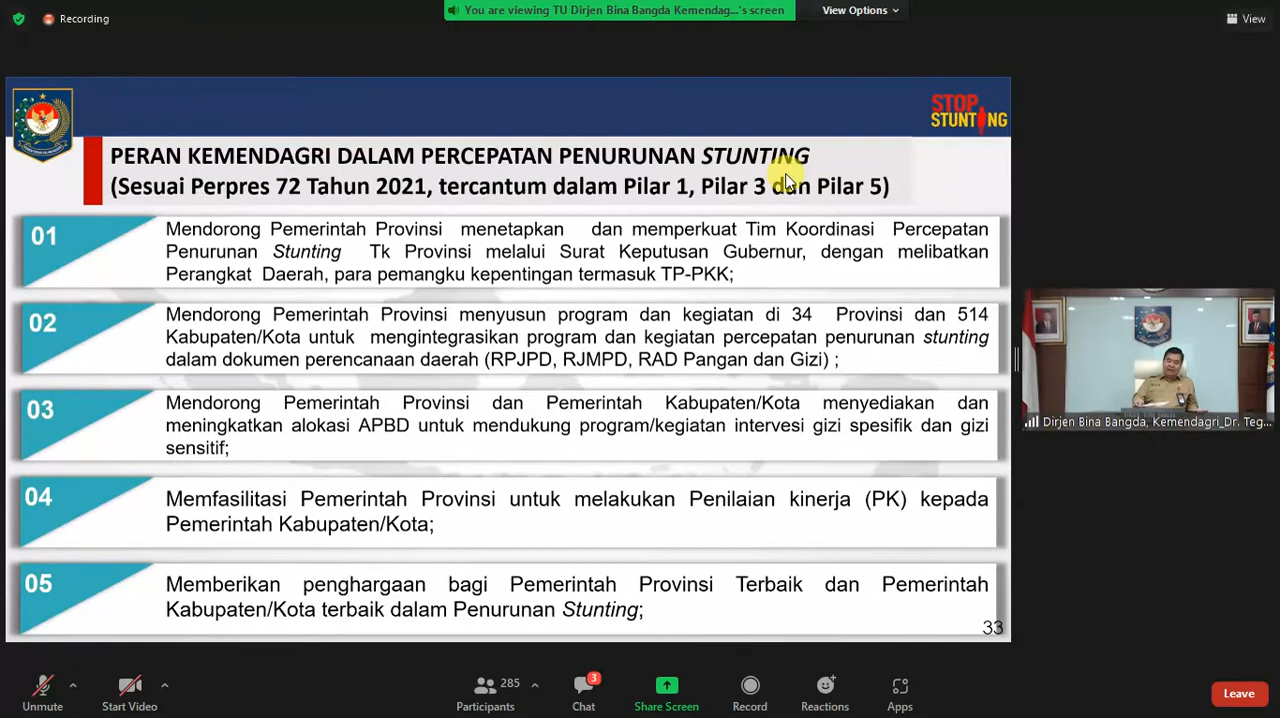 Recording
You are viewing TU Dirjen Bina Bangda Kemendag...'s screen
View Options
View
STOP
STUNTING
PERAN KEMENDAGRI DALAM PERCEPATAN PENURUNAN STUNTING
(Sesuai Perpres 72 Tahun 2021, tercantum dalam Pilar 1, Pilar 3 dan Pilar 5)
01
Mendorong Pemerintah Provinsi menetapkan dan memperkuat Tim Koordinasi Percepatan
Penurunan Stunting Tk Provinsi melalui Surat Keputusan Gubernur, dengan melibatkan
Perangkat Daerah, para pemangku kepentingan termasuk TP-PKK;
02
Mendorong Pemerintah Provinsi menyusun program dan kegiatan di 34 Provinsi dan 514
Kabupaten/Kota untuk mengintegrasikan program dan kegiatan percepatan penurunan stunting
dalam dokumen perencanaan daerah (RPJPD, RJMPD, RAD Pangan dan Gizi) ;
03
Mendorong Pemerintah Provinsi dan Pemerintah Kabupaten/Kota menyediakan dan
meningkatkan alokasi APBD untuk mendukung program/kegiatan intervesi gizi spesifik dan gizi
sensitif;
04
Memfasilitasi Pemerintah Provinsi untuk melakukan Penilaian kinerja (PK) kepada
Pemerintah Kabupaten/Kota;
05
Memberikan penghargaan bagi Pemerintah Provinsi Terbaik dan Pemerintah
Kabupaten/Kota terbaik dalam Penurunan Stunting;
33
Dirjen Bina Bangda, Kemendagri_Dr. Teg...
Unmute
Start Video
285
Participants
3
Chat
Share Screen
Record
Reactions
Apps
Leave